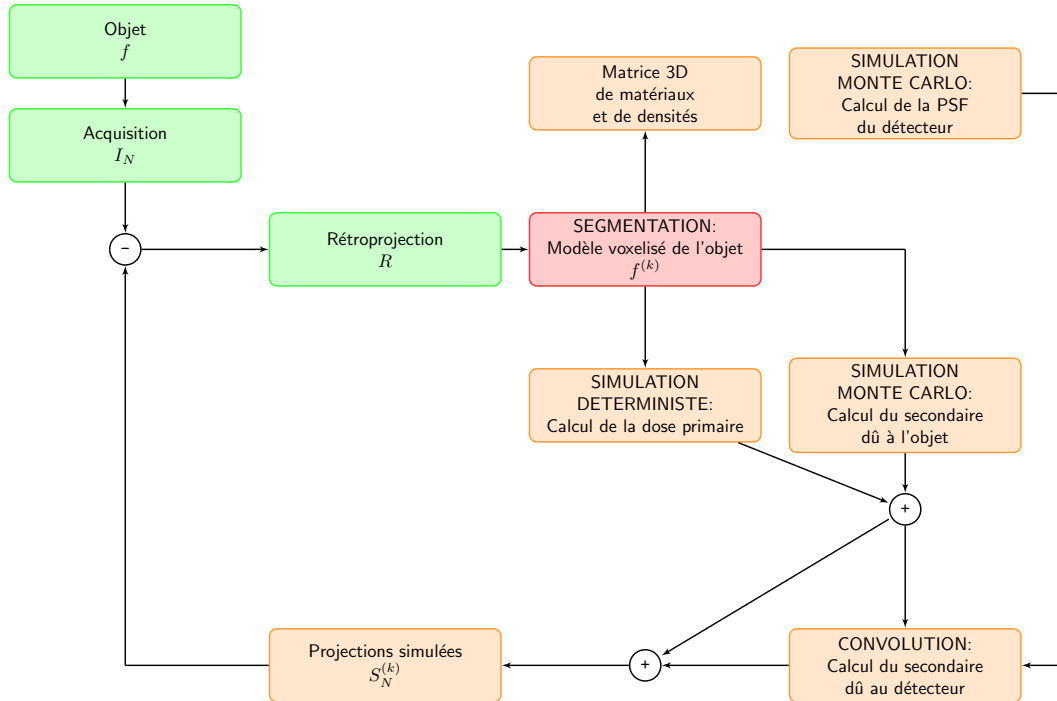 Objet
f
Acquisition
I_N
−
Rétroprojection
R
SEGMENTATION:
Modèle voxelisé de l'objet
f^{(k)}
Matrice 3D
de matériaux
et de densités
SIMULATION
MONTE CARLO:
Calcul de la PSF
du détecteur
SIMULATION
DETERMINISTE:
Calcul de la dose primaire
SIMULATION
MONTE CARLO:
Calcul du secondaire
dû à l'objet
+
Projections simulées
S_N^{(k)}
+
CONVOLUTION:
Calcul du secondaire
dû au détecteur